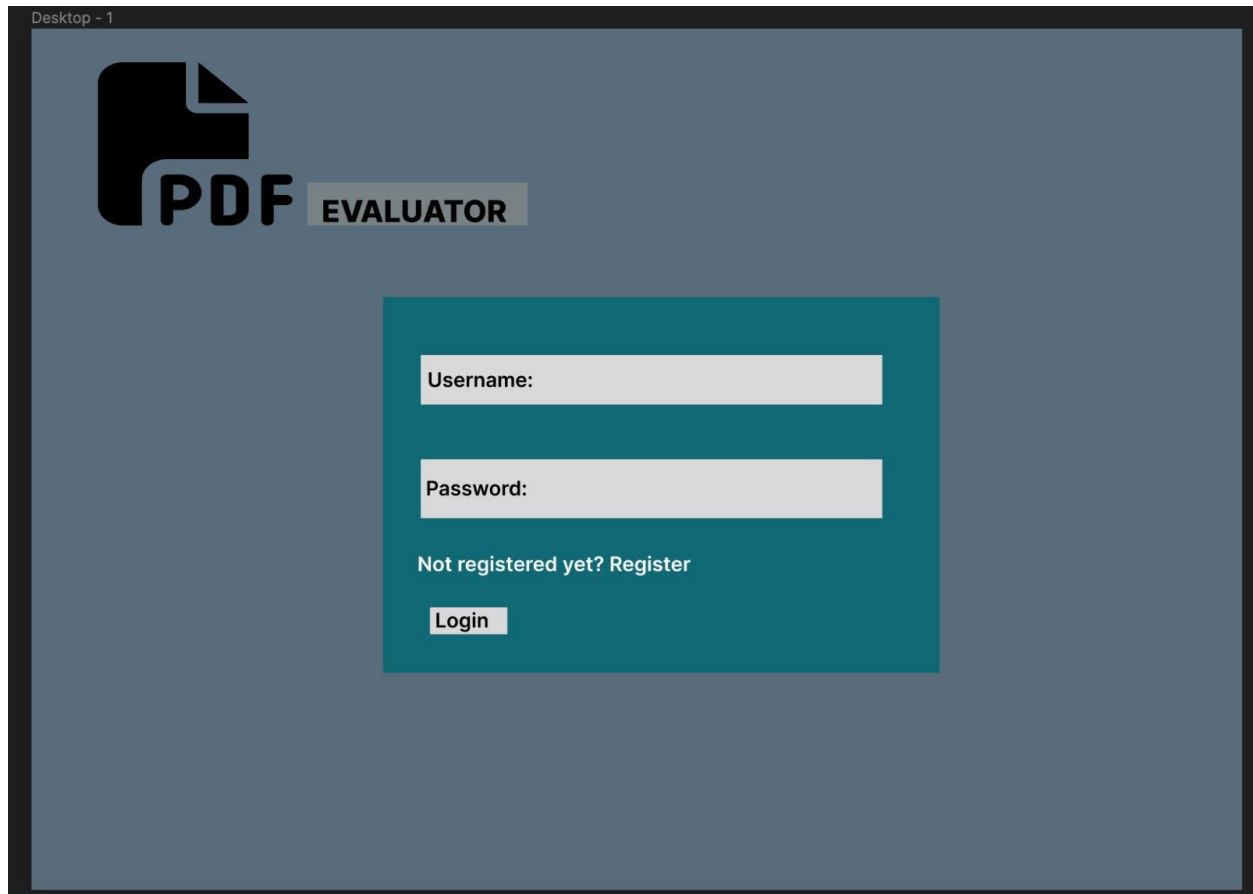 Desktop - 1
PDF EVALUATOR
Username:
Password:
Not registered yet? Register
Login